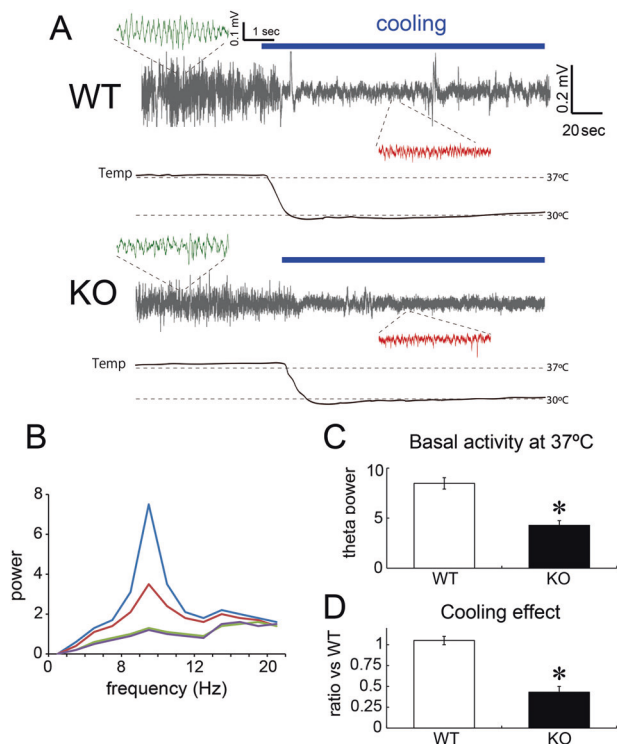 A
0.1 mV
1 sec
cooling
WT
0.2 mV
20 sec
Temp
37ºC
30ºC
KO
Temp
37ºC
30ºC
B
8
6
4
2
0
power
0 4 8 12 16 20
frequency (Hz)
C
Basal activity at 37ºC
10
5
0
theta power
*
WT KO
D
Cooling effect
1
0.75
0.5
0.25
0
ratio vs WT
*
WT KO